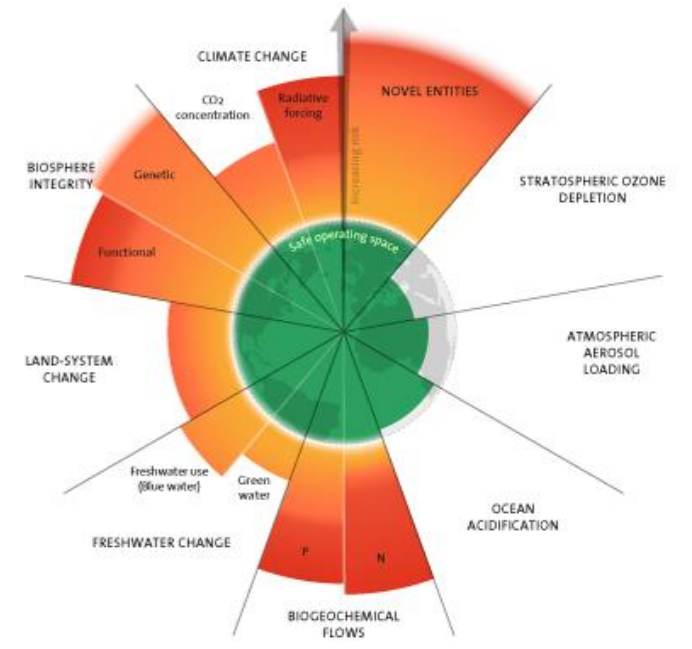 CLIMATE CHANGE
CO2
concentration
Radiative
forcing
NOVEL ENTITIES
Increasing risk
BIOSPHERE
INTEGRITY
Genetic
Functional
STRATOSPHERIC OZONE
DEPLETION
Safe operating space
ATMOSPHERIC
AEROSOL
LOADING
LAND-SYSTEM
CHANGE
Freshwater use
(Blue water)
Green
water
FRESHWATER CHANGE
OCEAN
ACIDIFICATION
P
N
BIOGEOCHEMICAL
FLOWS